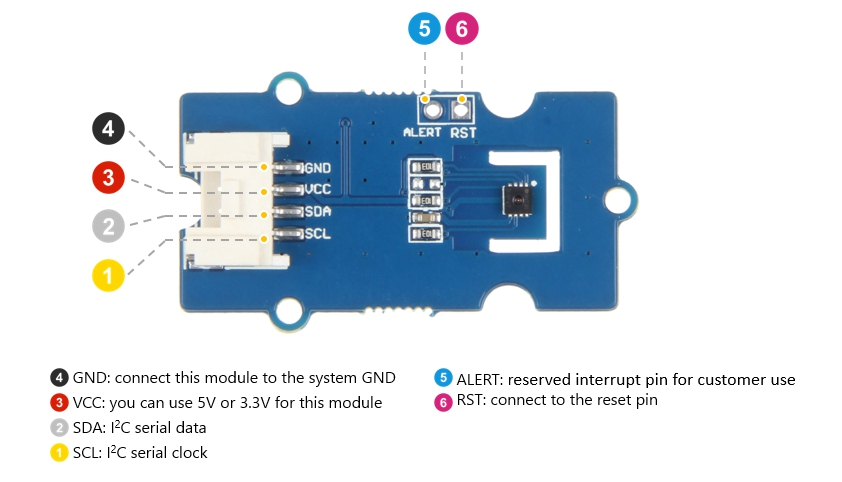 5 6
ALERT RST
4
GND
3
VCC
2
SDA
SCL
1
4 GND: connect this module to the system GND
3 VCC: you can use 5V or 3.3V for this module
2 SDA: I²C serial data
1 SCL: I²C serial clock
5 ALERT: reserved interrupt pin for customer use
6 RST: connect to the reset pin